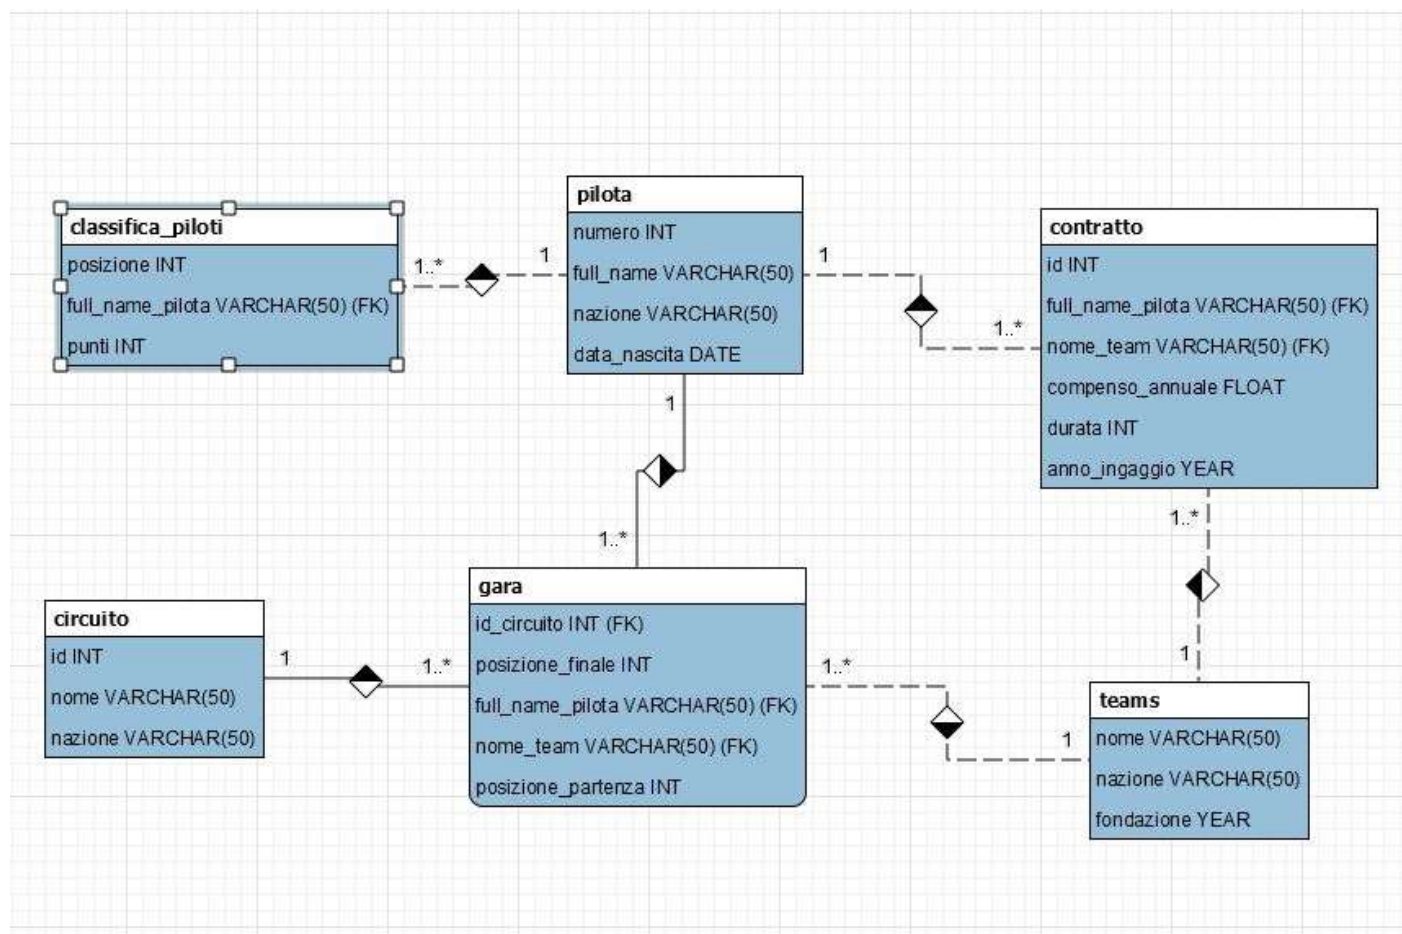 classifica_piloti
posizione INT
full_name_pilota VARCHAR(50) (FK)
punti INT
1..*
1
pilota
numero INT
full_name VARCHAR(50)
nazione VARCHAR(50)
data_nascita DATE
1
1..*
contratto
id INT
full_name_pilota VARCHAR(50) (FK)
nome_team VARCHAR(50) (FK)
compenso_annuale FLOAT
durata INT
anno_ingaggio YEAR
1
1..*
1..*
1
circuito
id INT
nome VARCHAR(50)
nazione VARCHAR(50)
1
1..*
gara
id_circuito INT (FK)
posizione_finale INT
full_name_pilota VARCHAR(50) (FK)
nome_team VARCHAR(50) (FK)
posizione_partenza INT
1..*
1
teams
nome VARCHAR(50)
nazione VARCHAR(50)
fondazione YEAR